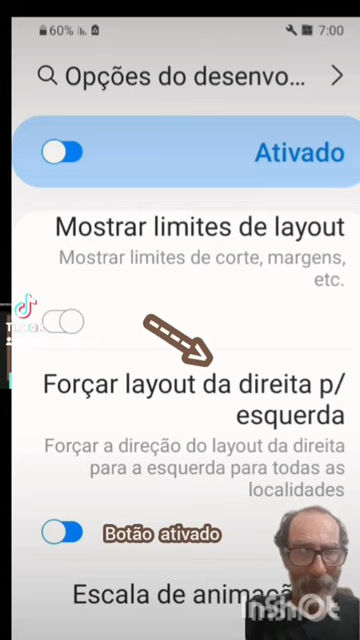 60%
7:00
Opções do desenvo...
Ativado
Mostrar limites de layout
Mostrar limites de corte, margens,
etc.
Forçar layout da direita p/
esquerda
Forçar a direção do layout da direita
para a esquerda para todas as
localidades
Botão ativado
Escala de animaçã
InShOt